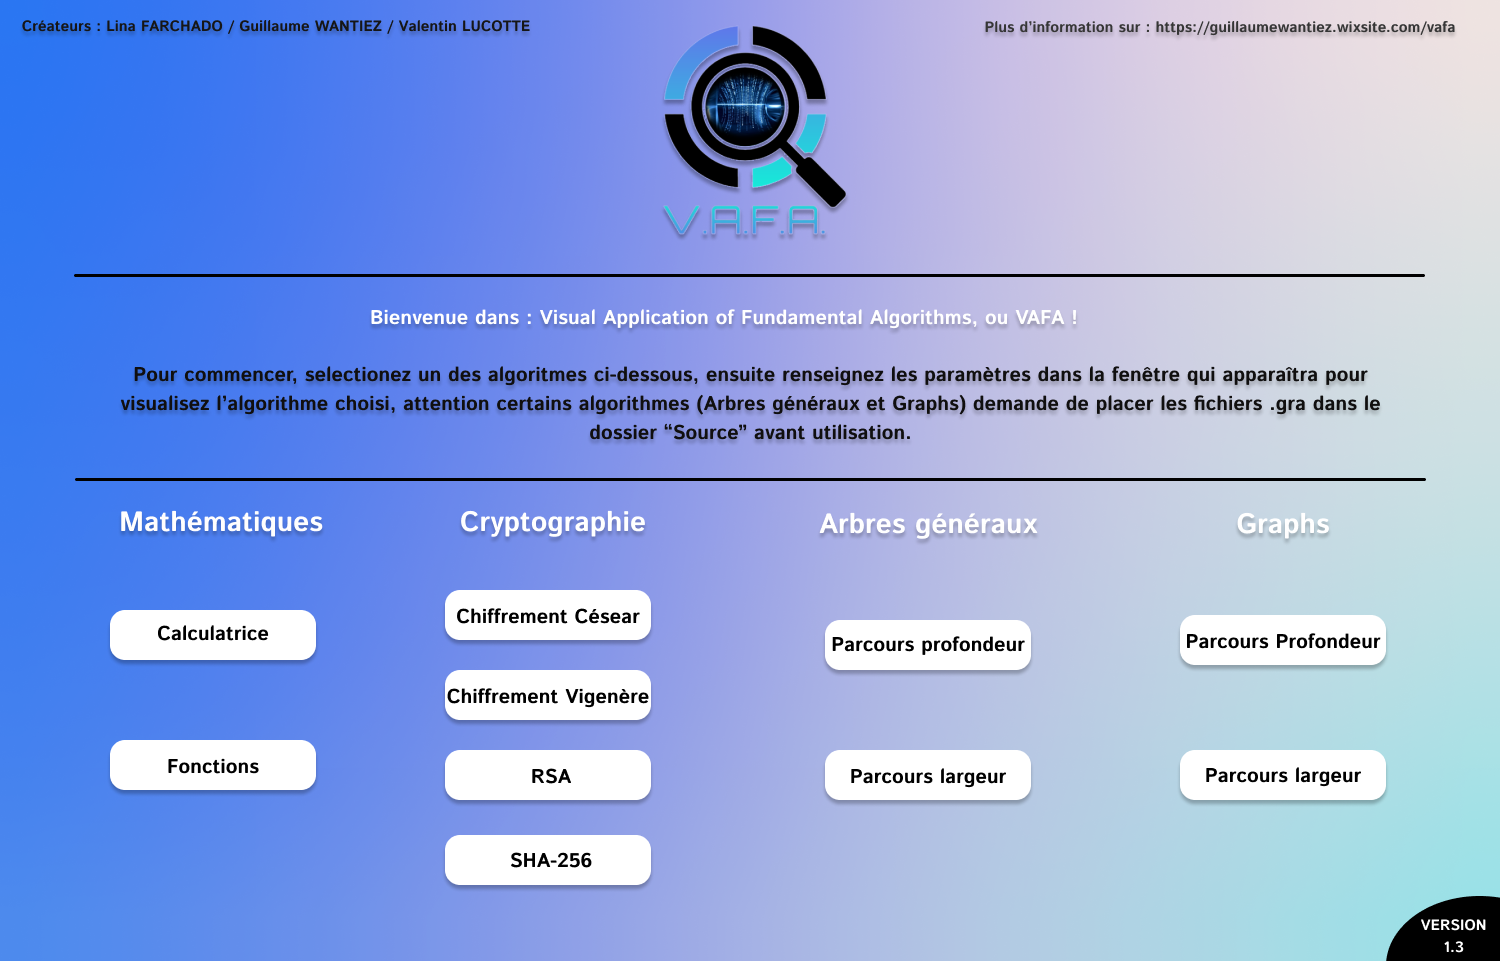 Créateurs : Lina FARCHADO / Guillaume WANTIEZ / Valentin LUCOTTE
Plus d’information sur : https://guillaumewantiez.wixsite.com/vafa
V.A.F.A.
Bienvenue dans : Visual Application of Fundamental Algorithms, ou VAFA !
Pour commencer, selectionez un des algoritmes ci-dessous, ensuite renseignez les paramètres dans la fenêtre qui apparaîtra pour
visualisez l’algorithme choisi, attention certains algorithmes (Arbres généraux et Graphs) demande de placer les fichiers .gra dans le
dossier “Source” avant utilisation.
Mathématiques
Calculatrice
Fonctions
Cryptographie
Chiffrement Césear
Chiffrement Vigenère
RSA
SHA-256
Arbres généraux
Parcours profondeur
Parcours largeur
Graphs
Parcours Profondeur
Parcours largeur
VERSION
1.3